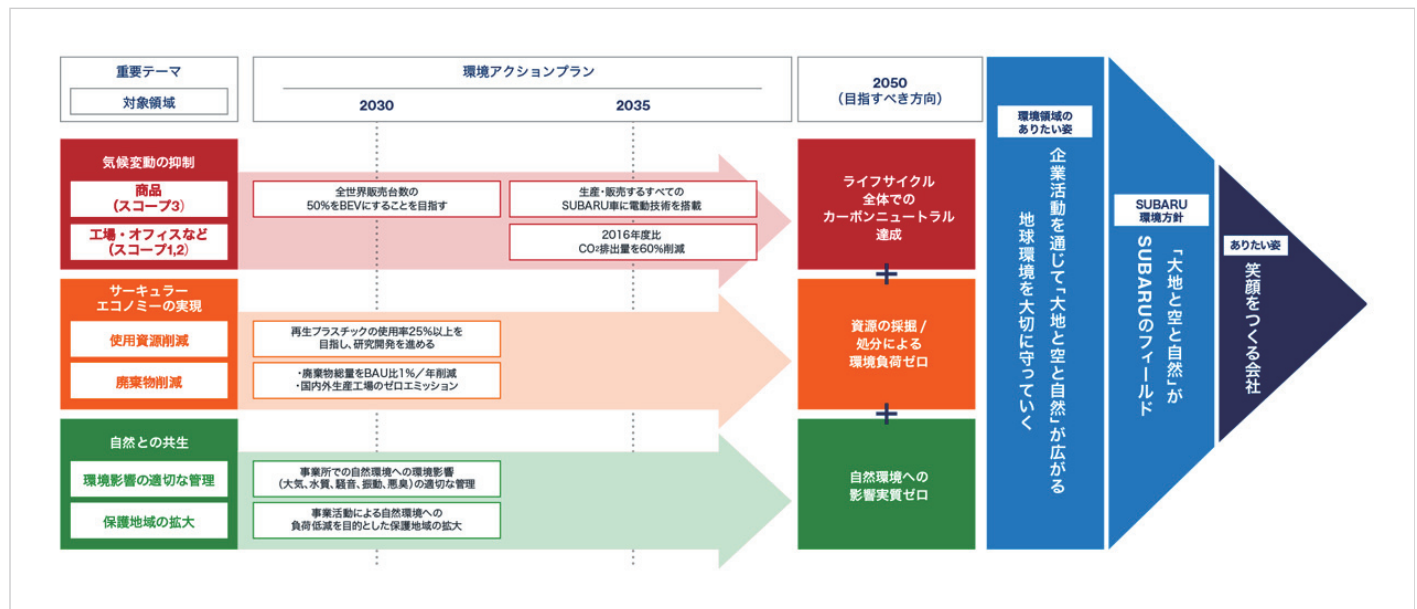 重要テーマ
対象領域
環境アクションプラン
2030
2035
2050
(目指すべき方向)
気候変動の抑制
商品
(スコープ3)
工場・オフィスなど
(スコープ1,2)
全世界販売台数の
50%をBEVにすることを目指す
生産・販売するすべての
SUBARU車に電動技術を搭載
2016年度比
CO2排出量を60%削減
ライフサイクル
全体での
カーボンニュートラル
達成
+
サーキュラー
エコノミーの実現
使用資源削減
廃棄物削減
再生プラスチックの使用率25%以上を
目指し、研究開発を進める
・廃棄物総量をBAU比1%/年削減
・国内外生産工場のゼロエミッション
資源の採掘/
処分による
環境負荷ゼロ
+
自然との共生
環境影響の適切な管理
保護地域の拡大
事業所での自然環境への環境影響
(大気、水質、騒音、振動、悪臭)の適切な管理
事業活動による自然環境への
負荷低減を目的とした保護地域の拡大
自然環境への
影響実質ゼロ
環境領域の
ありたい姿
企業活動を通じて「大地と空と自然」が広がる
地球環境を大切に守っていく
SUBARU
環境方針
「大地と空と自然」が
SUBARUのフィールド
ありたい姿
笑顔をつくる会社